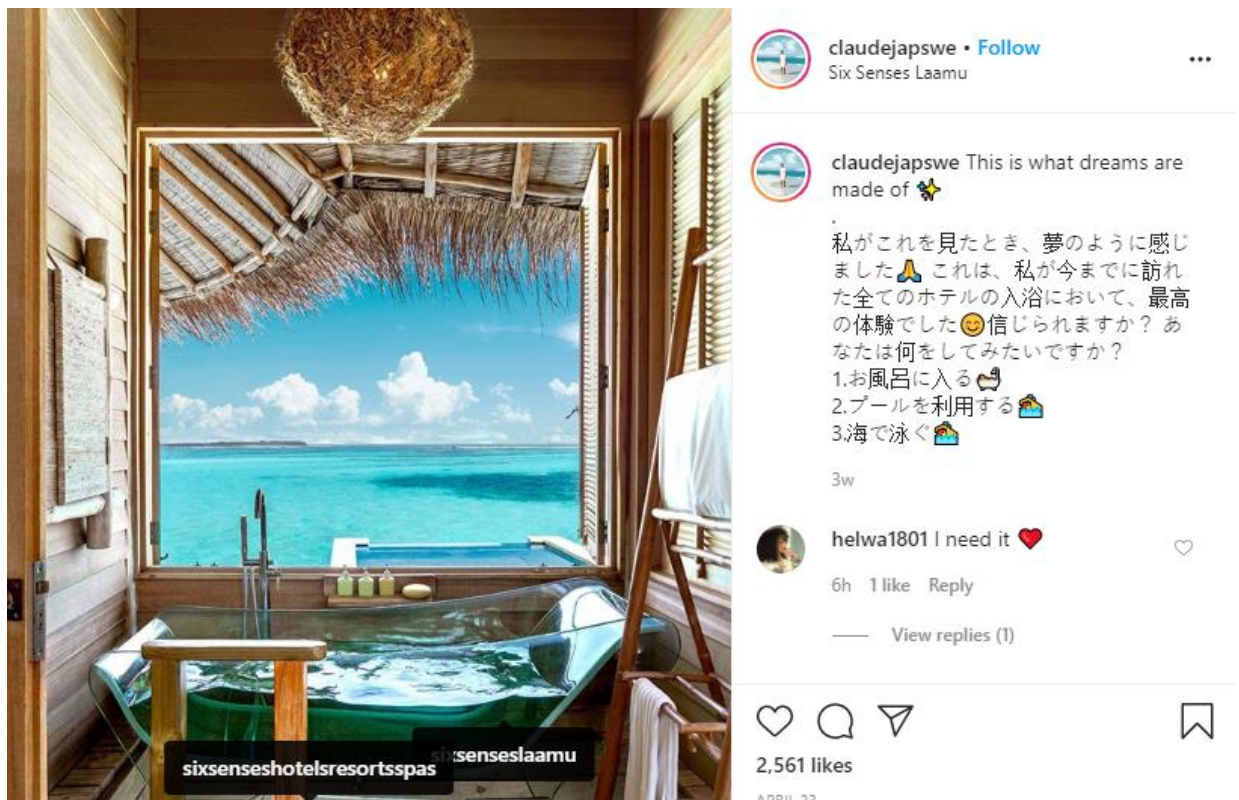 claudejapswe • Follow
Six Senses Laamu
claudejapswe This is what dreams are
made of ✨
.
私がこれを見たとき、夢のように感じ
ました🙏 これは、私が今までに訪れ
た全てのホテルの入浴において、最高
の体験でした😊信じられますか？ あ
なたは何をしてみたいですか？
1.お風呂に入る🛀
2.プールを利用する🏊
3.海で泳ぐ🏊
3w
helwa1801 I need it ❤️
6h 1 like Reply
View replies (1)
2,561 likes
APRIL 23
sixsenseslaamu
sixsenseshotelsresortsspas